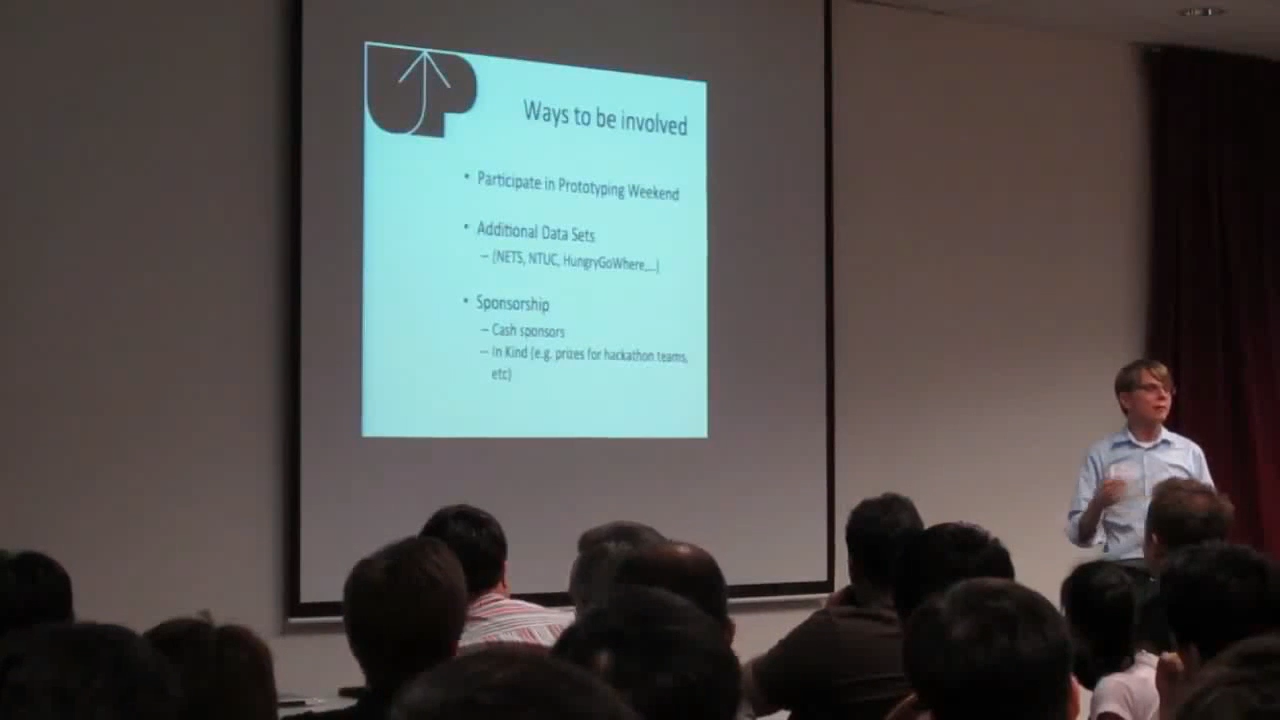 UP
Ways to be involved
• Participate in Prototyping Weekend
• Additional Data Sets
– (NETS, NTUC, HungryGoWhere,...)
• Sponsorship
– Cash sponsors
– In Kind (e.g. prizes for hackathon teams,
etc)